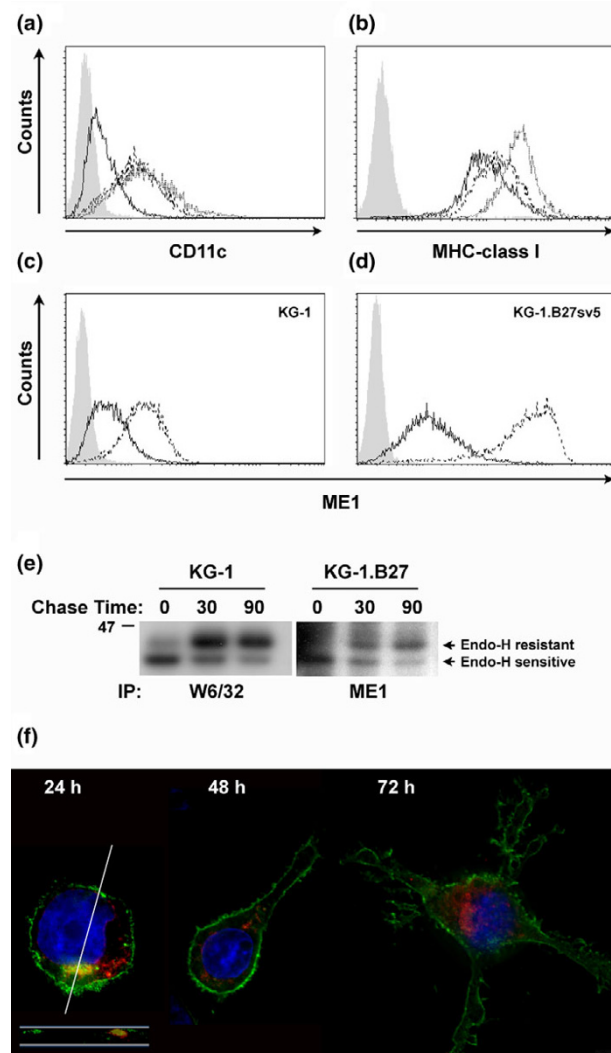 (a)
(b)
Counts
CD11c
MHC-class I
(c)
(d)
Counts
KG-1
KG-1.B27sv5
ME1
(e)
KG-1
KG-1.B27
Chase Time: 0 30 90 0 30 90
47
Endo-H resistant
Endo-H sensitive
IP: W6/32 ME1
(f)
24 h
48 h
72 h